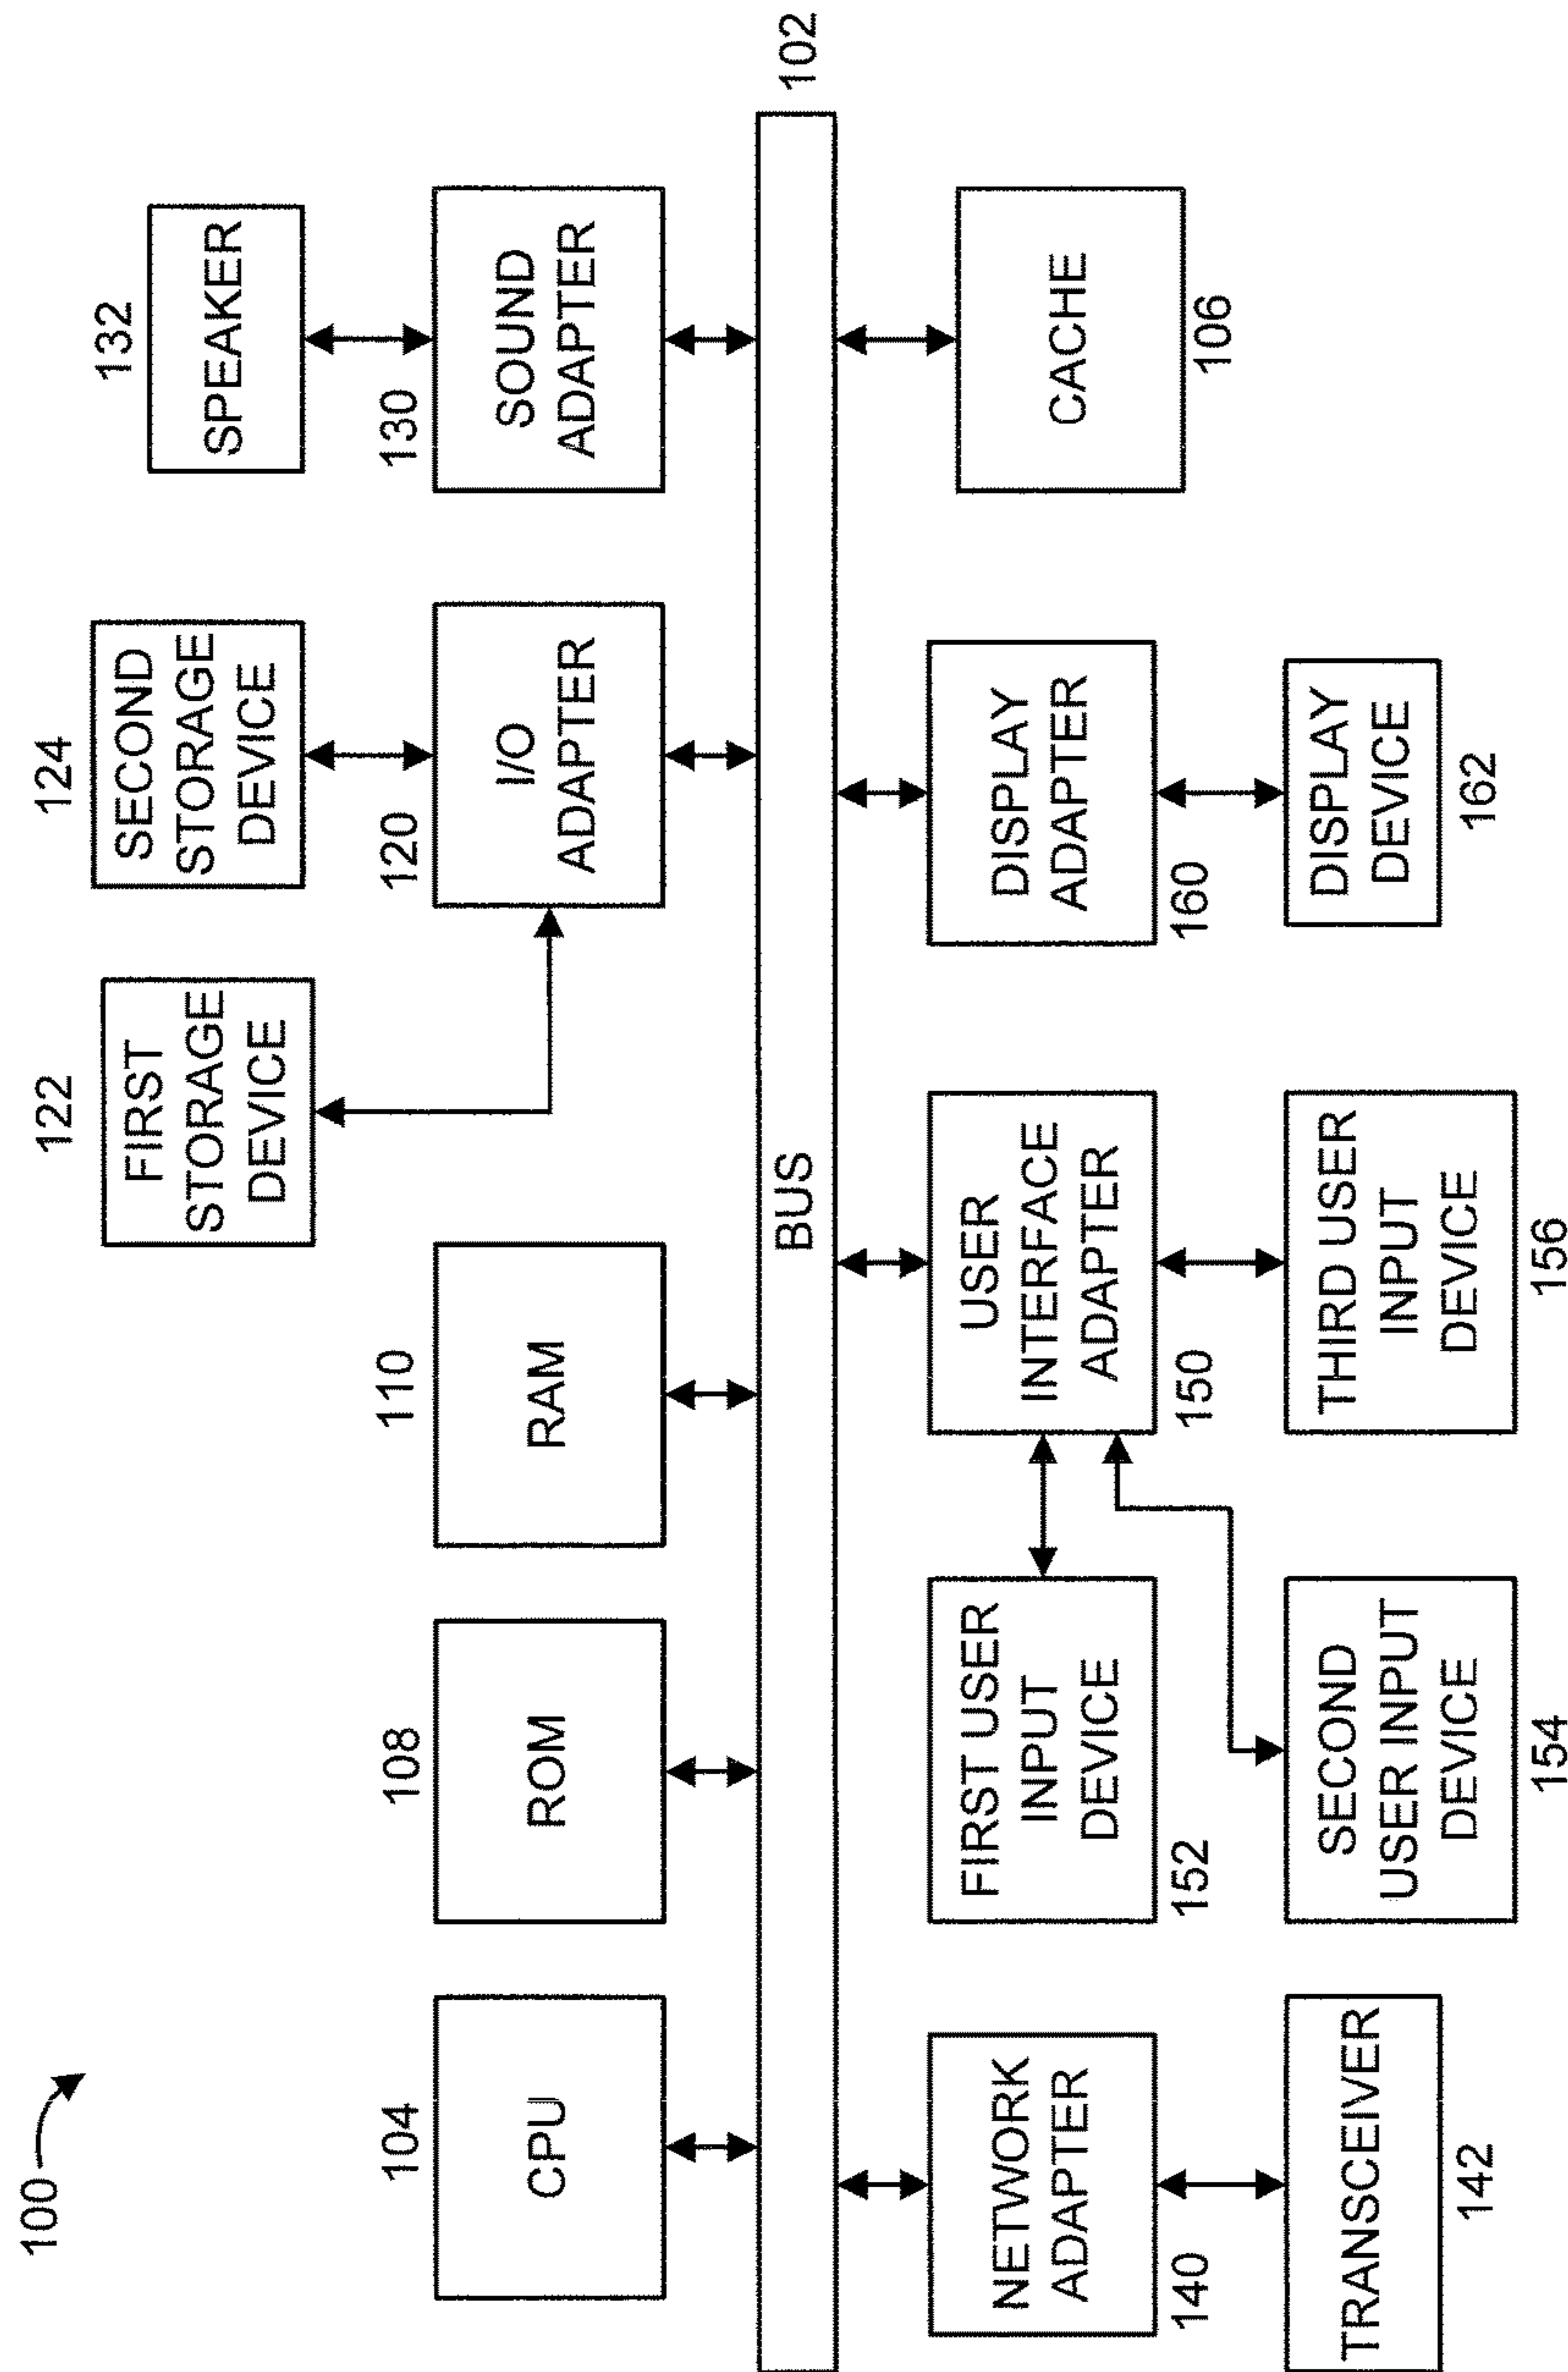 100
104
CPU
108
ROM
110
RAM
122
FIRST
STORAGE
DEVICE
124
SECOND
STORAGE
DEVICE
120
I/O
ADAPTER
132
SPEAKER
130
SOUND
ADAPTER
BUS
102
NETWORK
ADAPTER
140
TRANSCEIVER
142
FIRST USER
INPUT
DEVICE
152
SECOND
USER INPUT
DEVICE
154
USER
INTERFACE
ADAPTER
150
THIRD USER
INPUT
DEVICE
156
DISPLAY
ADAPTER
160
DISPLAY
DEVICE
162
CACHE
106